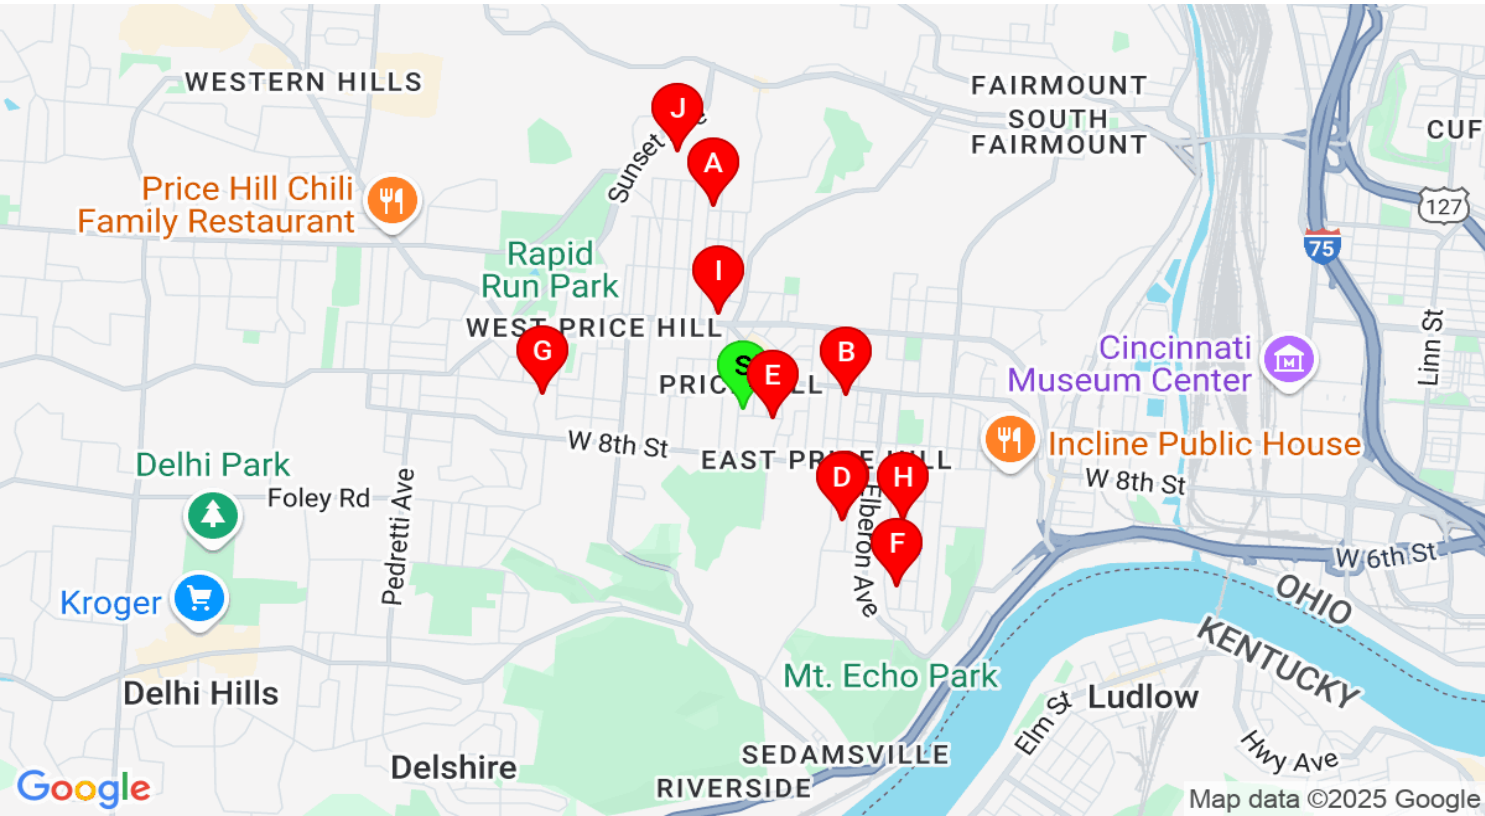 WESTERN HILLS
FAIRMOUNT
SOUTH
FAIRMOUNT
CUF
J
Sunset
A
Price Hill Chili
Family Restaurant
127
75
Rapid
Run Park
I
WEST PRICE HILL
G
B
S
E
Cincinnati
Museum Center
M
Linn St
W 8th St
EAST PRICE HILL
Incline Public House
Delhi Park
Foley Rd
Pedretti Ave
D
H
Elberon Ave
W 8th St
F
W 6th St
Kroger
OHIO
KENTUCKY
Mt. Echo Park
Delhi Hills
Ludlow
Elm St
Hwy Ave
Delshire
SEDAMSVILLE
RIVERSIDE
Google
Map data ©2025 Google